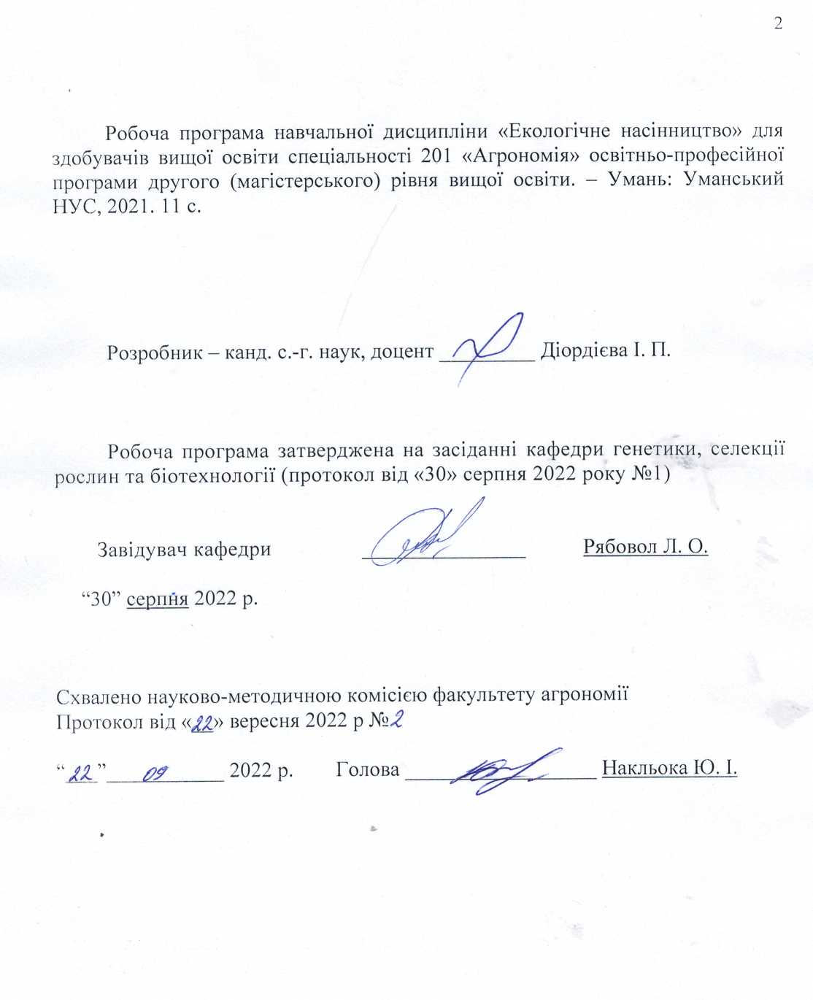 2
Робоча програма навчальної дисципліни «Екологічне насінництво» для
здобувачів вищої освіти спеціальності 201 «Агрономія» освітньо-професійної
програми другого (магістерського) рівня вищої освіти. – Умань: Уманський
НУС, 2021. 11 с.
Розробник – канд. с.-г. наук, доцент __________ Діордієва І. П.
Робоча програма затверджена на засіданні кафедри генетики, селекції
рослин та біотехнології (протокол від «30» серпня 2022 року №1)
Завідувач кафедри ________________ Рябовол Л. О.
“30” серпня 2022 р.
Схвалено науково-методичною комісією факультету агрономії
Протокол від «22» вересня 2022 р №2
“22” 09 2022 р. Голова ___________________ Накльока Ю. І.